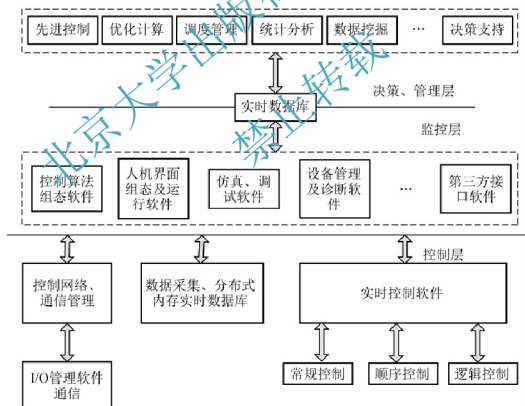 先进控制 优化计算 调度管理 统计分析 数据挖掘 … 决策支持
实时数据库
决策、管理层
监控层
控制算法
组态软件
人机界面
组态及运
行软件
仿真、调
试软件
设备管理
及诊断软
件
…
第三方接
口软件
控制层
控制网络、
通信管理
数据采集、分布式
内存实时数据库
实时控制软件
I/O管理软件
通信
常规控制 顺序控制 逻辑控制
北京大学出版
禁止转载